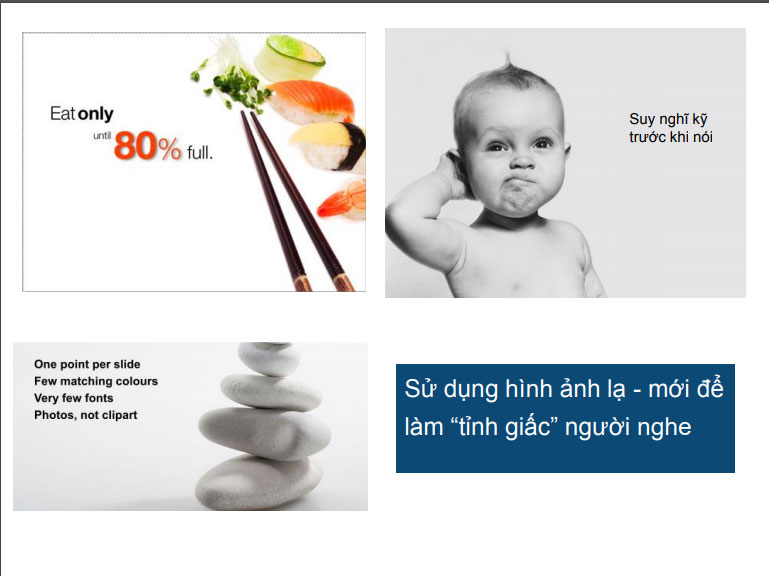 Eat only
until 80% full.
Suy nghĩ kỹ
trước khi nói
One point per slide
Few matching colours
Very few fonts
Photos, not clipart
Sử dụng hình ảnh lạ - mới để
làm “tỉnh giấc” người nghe